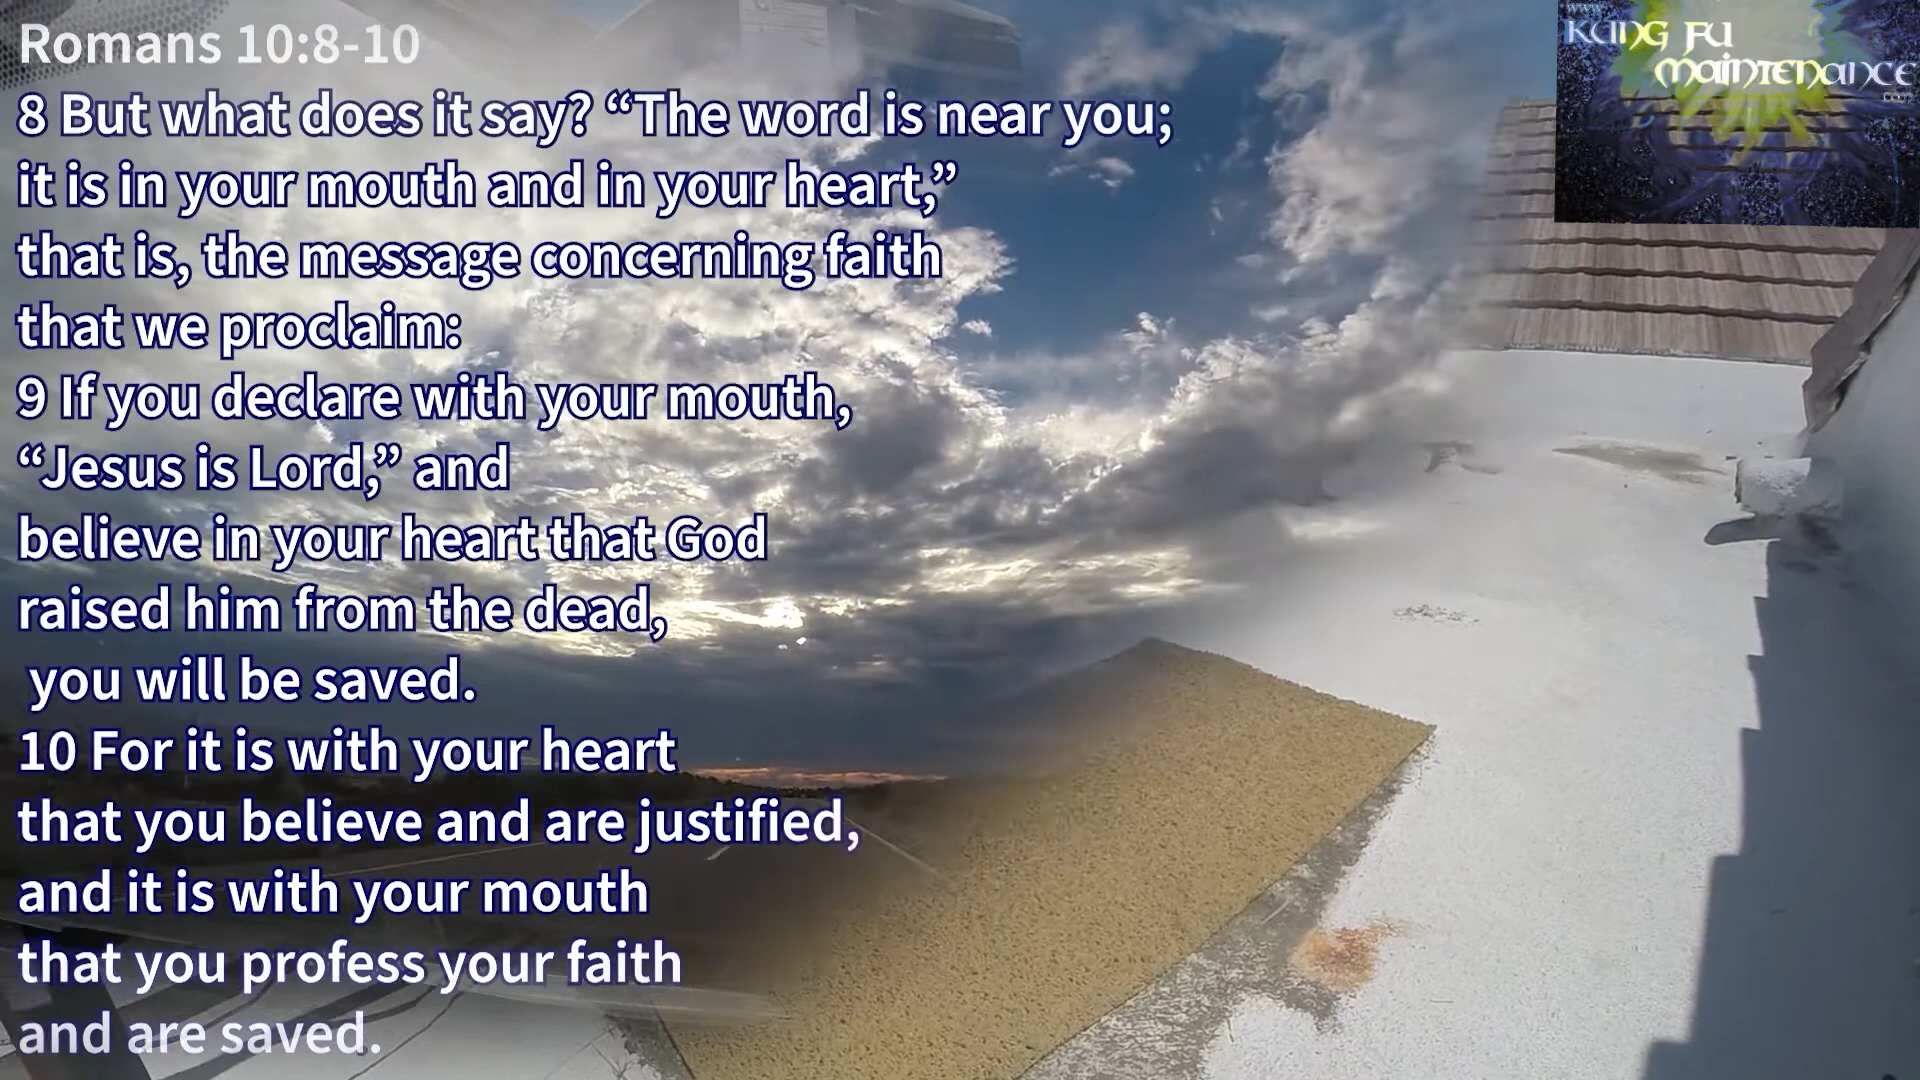 Romans 10:8-10
8 But what does it say? “The word is near you;
it is in your mouth and in your heart,”
that is, the message concerning faith
that we proclaim:
9 If you declare with your mouth,
“Jesus is Lord,” and
believe in your heart that God
raised him from the dead,
you will be saved.
10 For it is with your heart
that you believe and are justified,
and it is with your mouth
that you profess your faith
and are saved.
www
Kung Fu
Maintenance
.com